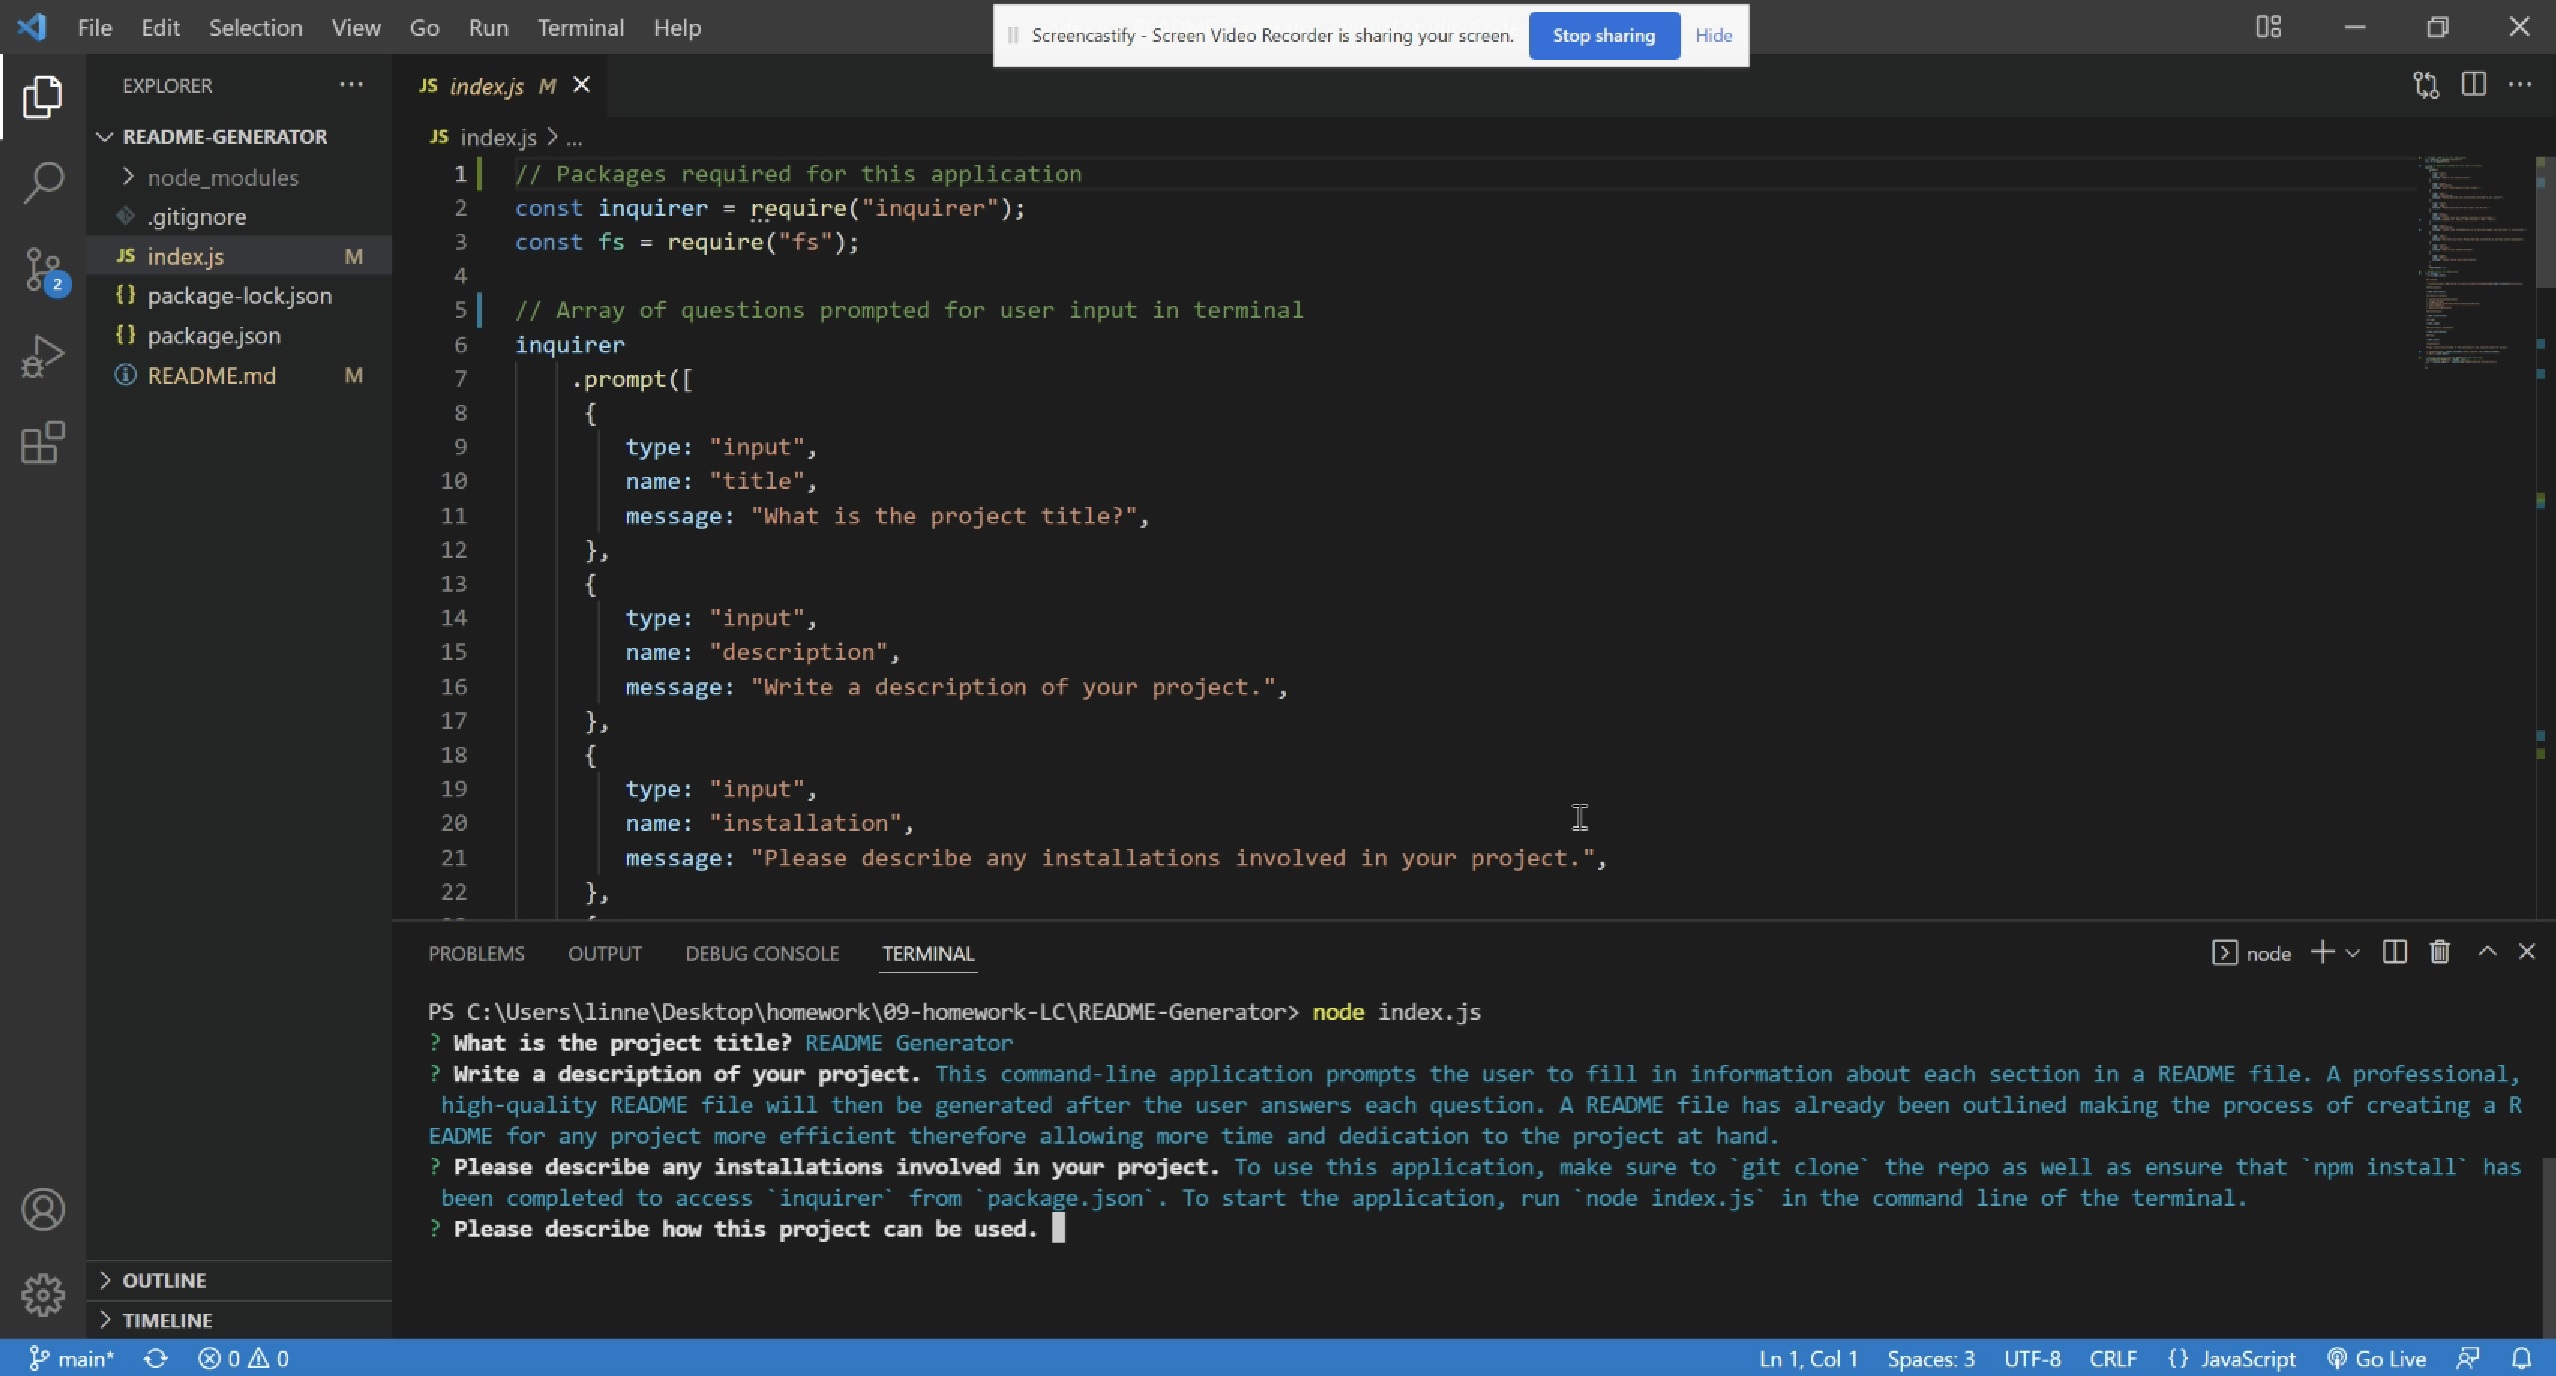 File Edit Selection View Go Run Terminal Help
Screencastify - Screen Video Recorder is sharing your screen. Stop sharing Hide
EXPLORER ...
JS index.js M
README-GENERATOR
JS index.js > ...
node_modules
.gitignore
JS index.js M
{} package-lock.json
{} package.json
README.md M
2
1 // Packages required for this application
2 const inquirer = require("inquirer");
3 const fs = require("fs");
4
5 // Array of questions prompted for user input in terminal
6 inquirer
7 .prompt([
8 {
9 type: "input",
10 name: "title",
11 message: "What is the project title?",
12 },
13 {
14 type: "input",
15 name: "description",
16 message: "Write a description of your project.",
17 },
18 {
19 type: "input",
20 name: "installation",
21 message: "Please describe any installations involved in your project.",
22 },
PROBLEMS OUTPUT DEBUG CONSOLE TERMINAL
node
PS C:\Users\linne\Desktop\homework\09-homework-LC\README-Generator> node index.js
? What is the project title? README Generator
? Write a description of your project. This command-line application prompts the user to fill in information about each section in a README file. A professional,
high-quality README file will then be generated after the user answers each question. A README file has already been outlined making the process of creating a R
EADME for any project more efficient therefore allowing more time and dedication to the project at hand.
? Please describe any installations involved in your project. To use this application, make sure to `git clone` the repo as well as ensure that `npm install` has
been completed to access `inquirer` from `package.json`. To start the application, run `node index.js` in the command line of the terminal.
? Please describe how this project can be used.
OUTLINE
TIMELINE
main* 0 0 Ln 1, Col 1 Spaces: 3 UTF-8 CRLF {} JavaScript Go Live